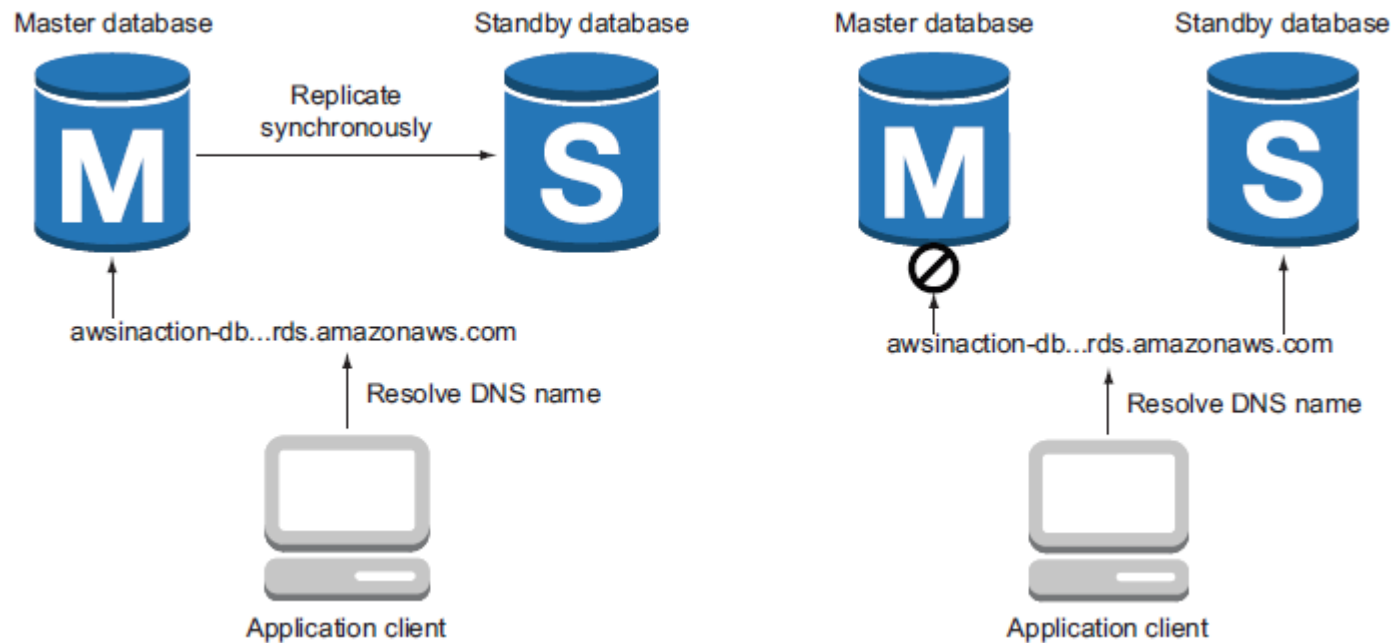 Master database
Standby database
Replicate
synchronously
M
S
awsinaction-db...rds.amazonaws.com
Resolve DNS name
Application client
Master database
Standby database
M
S
awsinaction-db...rds.amazonaws.com
Resolve DNS name
Application client